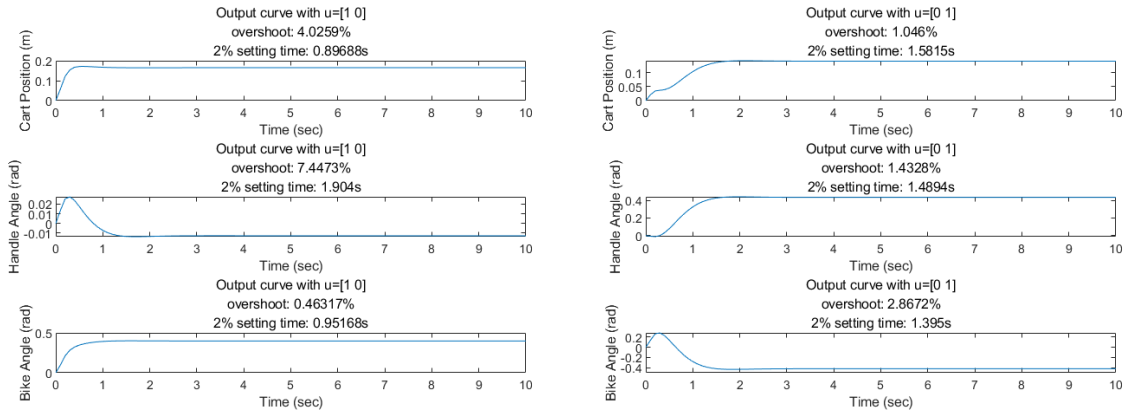 Output curve with u=[1 0]
overshoot: 4.0259%
2% setting time: 0.89688s
Cart Position (m)
0.2
0.1
0
0 1 2 3 4 5 6 7 8 9 10
Time (sec)
Output curve with u=[1 0]
overshoot: 7.4473%
2% setting time: 1.904s
Handle Angle (rad)
0.02
0.01
0
-0.01
0 1 2 3 4 5 6 7 8 9 10
Time (sec)
Output curve with u=[1 0]
overshoot: 0.46317%
2% setting time: 0.95168s
Bike Angle (rad)
0.5
0
0 1 2 3 4 5 6 7 8 9 10
Time (sec)
Output curve with u=[0 1]
overshoot: 1.046%
2% setting time: 1.5815s
Cart Position (m)
0.1
0.05
0
0 1 2 3 4 5 6 7 8 9 10
Time (sec)
Output curve with u=[0 1]
overshoot: 1.4328%
2% setting time: 1.4894s
Handle Angle (rad)
0.4
0.2
0
0 1 2 3 4 5 6 7 8 9 10
Time (sec)
Output curve with u=[0 1]
overshoot: 2.8672%
2% setting time: 1.395s
Bike Angle (rad)
0.2
0
-0.2
-0.4
0 1 2 3 4 5 6 7 8 9 10
Time (sec)